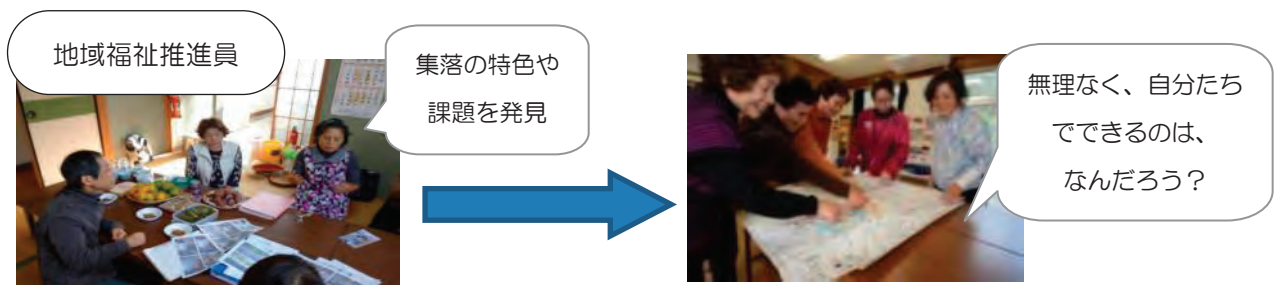 地域福祉推進員
集落の特色や
課題を発見
無理なく、自分たち
でできるのは、
なんだろう？